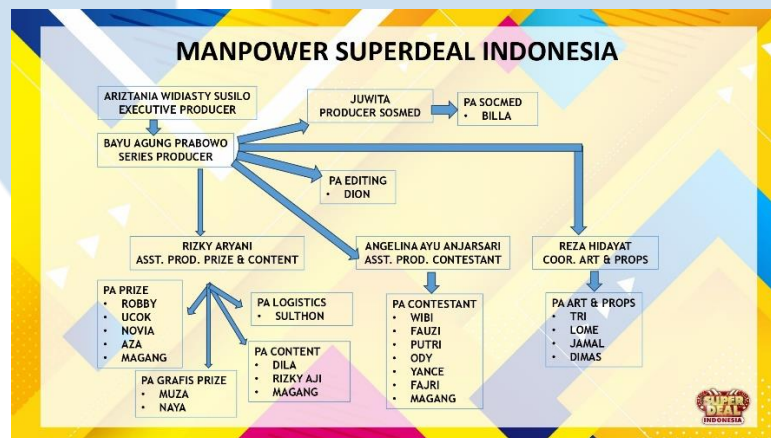 MANPOWER SUPERDEAL INDONESIA
ARIZTANIA WIDIASTY SUSILO
EXECUTIVE PRODUCER
JUWITA
PRODUCER SOSMED
PA SOCMED
• BILLA
BAYU AGUNG PRABOWO
SERIES PRODUCER
PA EDITING
• DION
RIZKY ARYANI
ASST. PROD. PRIZE & CONTENT
ANGELINA AYU ANJARSARI
ASST. PROD. CONTESTANT
REZA HIDAYAT
COOR. ART & PROPS
PA PRIZE
• ROBBY
• UCOK
• NOVIA
• AZA
• MAGANG
PA LOGISTICS
• SULTHON
PA GRAFIS PRIZE
• MUZA
• NAYA
PA CONTENT
• DILA
• RIZKY AJI
• MAGANG
PA CONTESTANT
• WIBI
• FAUZI
• PUTRI
• ODY
• YANCE
• FAJRI
• MAGANG
PA ART & PROPS
• TRI
• LOME
• JAMAL
• DIMAS
SUPER
DEAL
INDONESIA